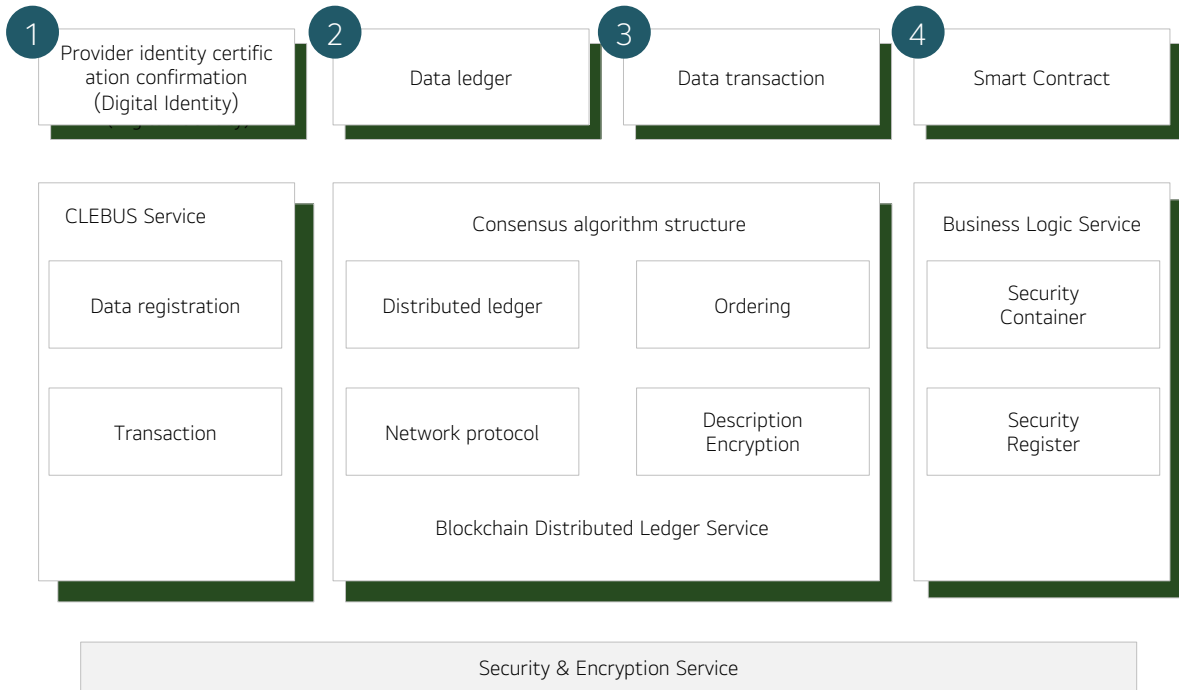 1
Provider identity certific
ation confirmation
(Digital Identity)
2
Data ledger
3
Data transaction
4
Smart Contract
CLEBUS Service
Data registration
Transaction
Consensus algorithm structure
Distributed ledger
Ordering
Network protocol
Description
Encryption
Blockchain Distributed Ledger Service
Business Logic Service
Security
Container
Security
Register
Security & Encryption Service